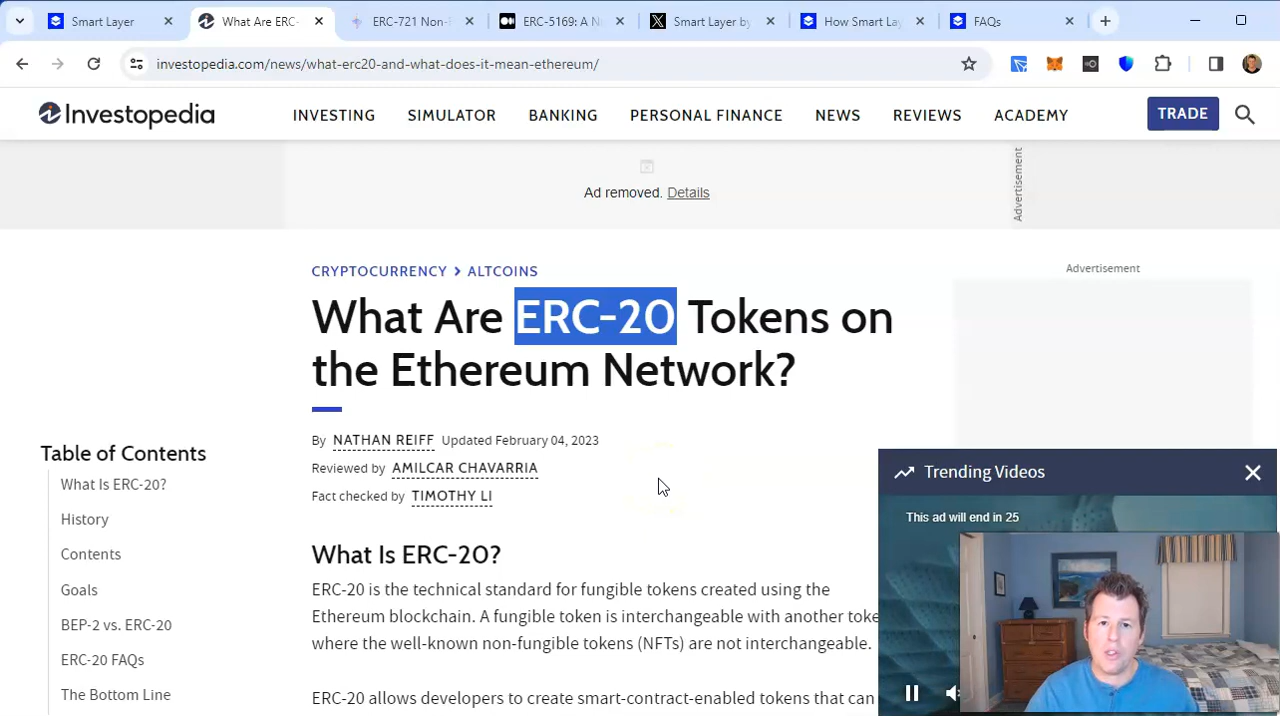 Smart Layer
What Are ERC-
ERC-721 Non-F
ERC-5169: A N
Smart Layer by
How Smart Lay
FAQs
investopedia.com/news/what-erc20-and-what-does-it-mean-ethereum/
Investopedia
INVESTING
SIMULATOR
BANKING
PERSONAL FINANCE
NEWS
REVIEWS
ACADEMY
TRADE
Ad removed. Details
Advertisement
CRYPTOCURRENCY > ALTCOINS
Advertisement
What Are ERC-20 Tokens on
the Ethereum Network?
By NATHAN REIFF Updated February 04, 2023
Reviewed by AMILCAR CHAVARRIA
Fact checked by TIMOTHY LI
Table of Contents
What Is ERC-20?
History
Contents
Goals
BEP-2 vs. ERC-20
ERC-20 FAQs
The Bottom Line
What Is ERC-20?
ERC-20 is the technical standard for fungible tokens created using the
Ethereum blockchain. A fungible token is interchangeable with another toke
where the well-known non-fungible tokens (NFTs) are not interchangeable.
ERC-20 allows developers to create smart-contract-enabled tokens that can
Trending Videos
This ad will end in 25